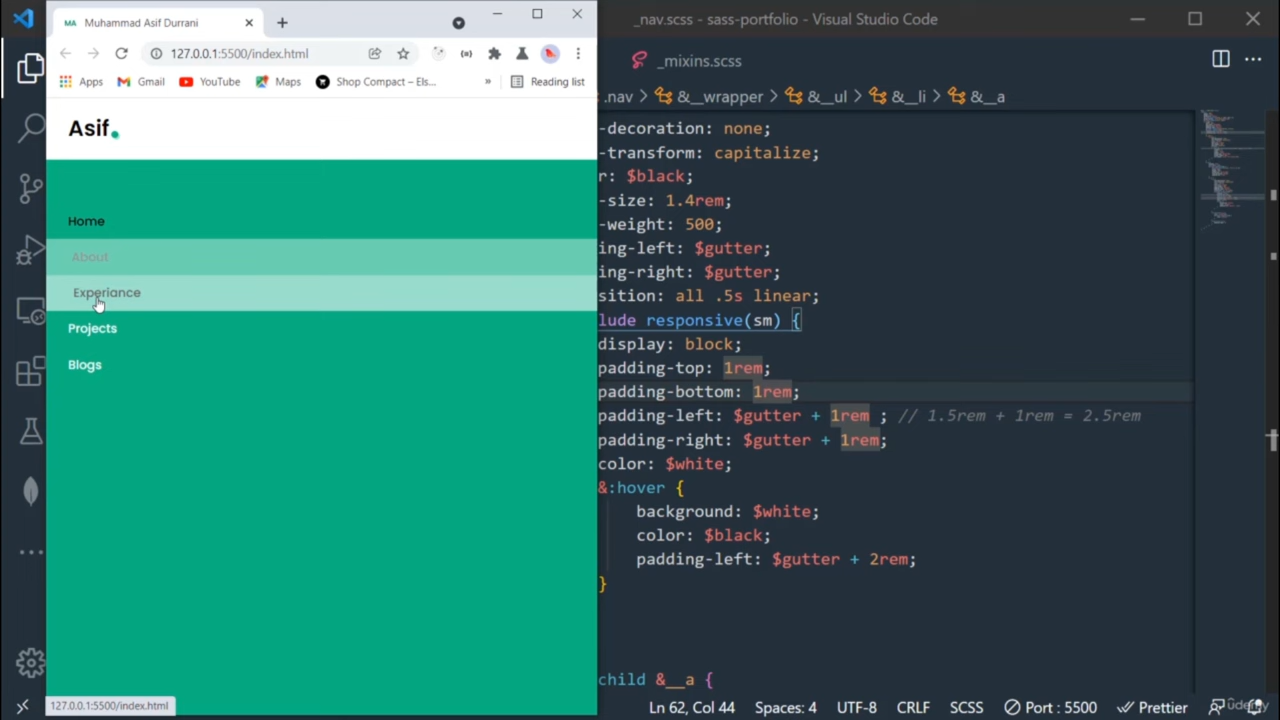 Muhammad Asif Durrani
_nav.scss - sass-portfolio - Visual Studio Code
127.0.0.1:5500/index.html
_mixins.scss
Apps
Gmail
YouTube
Maps
Shop Compact – Els...
»
Reading list
.nav > &__wrapper > &__ul > &__li > &__a
Asif.
-decoration: none;
-transform: capitalize;
r: $black;
-size: 1.4rem;
-weight: 500;
ing-left: $gutter;
ing-right: $gutter;
sition: all .5s linear;
lude responsive(sm) {
display: block;
padding-top: 1rem;
padding-bottom: 1rem;
padding-left: $gutter + 1rem ; // 1.5rem + 1rem = 2.5rem
padding-right: $gutter + 1rem;
color: $white;
&:hover {
background: $white;
color: $black;
padding-left: $gutter + 2rem;
}
child &__a {
Home
About
Experiance
Projects
Blogs
127.0.0.1:5500/index.html
Ln 62, Col 44
Spaces: 4
UTF-8
CRLF
SCSS
Port : 5500
Prettier
ûdemy